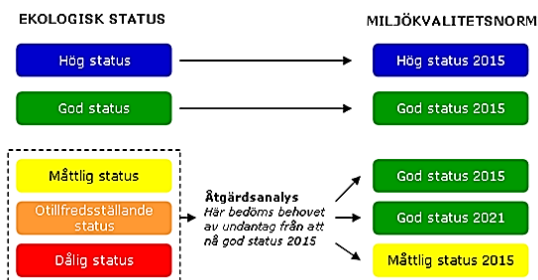 EKOLOGISK STATUS
MILJÖKVALITETSNORM
Hög status
Hög status 2015
God status
God status 2015
Måttlig status
Otillfredsställande
status
Dålig status
Åtgärdsanalys
Här bedöms behovet
av undantag från att
nå god status 2015
God status 2015
God status 2021
Måttlig status 2015